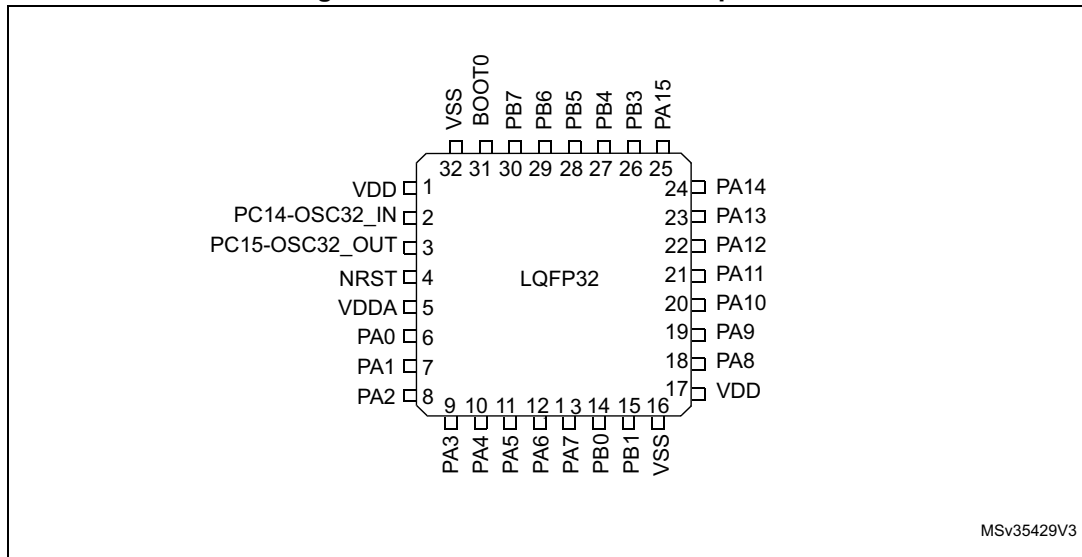 VSS
BOOT0
PB7
PB6
PB5
PB4
PB3
PA15
32 31 30 29 28 27 26 25
VDD 1
PC14-OSC32_IN 2
PC15-OSC32_OUT 3
NRST 4
VDDA 5
PA0 6
PA1 7
PA2 8
LQFP32
24 PA14
23 PA13
22 PA12
21 PA11
20 PA10
19 PA9
18 PA8
17 VDD
9 10 11 12 13 14 15 16
PA3
PA4
PA5
PA6
PA7
PB0
PB1
VSS
MSv35429V3